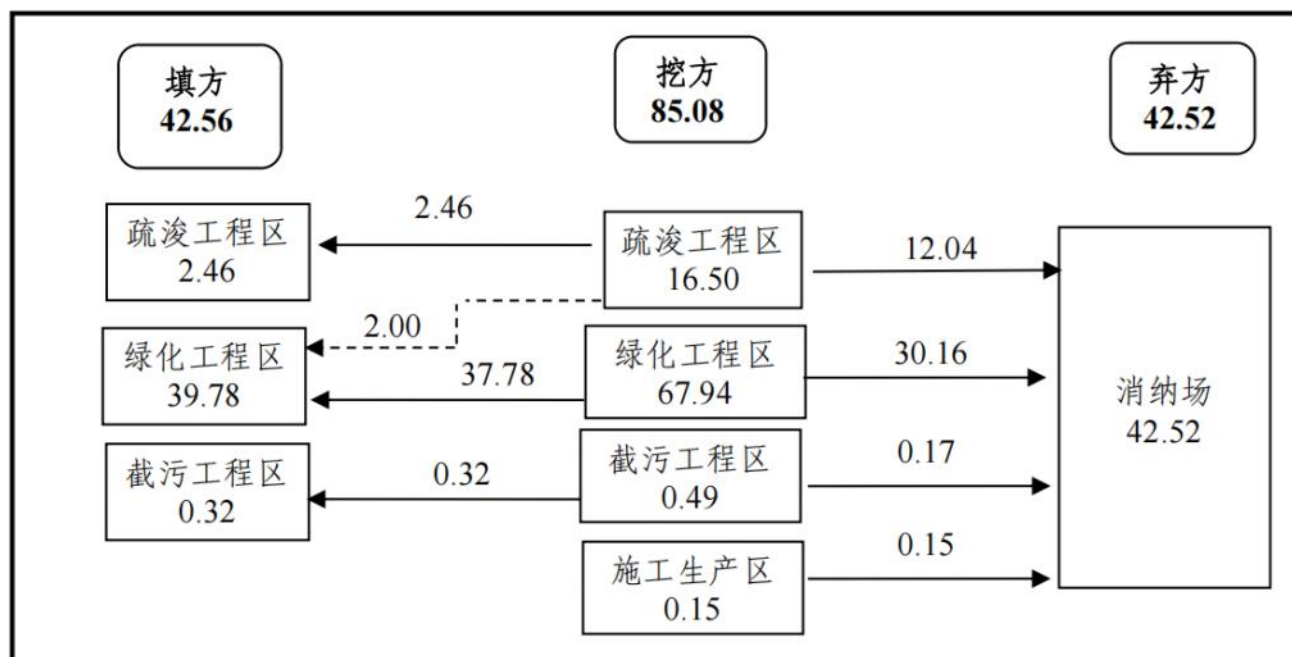 填方
42.56
挖方
85.08
弃方
42.52
疏浚工程区
2.46
2.46
疏浚工程区
16.50
12.04
消纳场
42.52
2.00
绿化工程区
39.78
37.78
绿化工程区
67.94
30.16
截污工程区
0.32
0.32
截污工程区
0.49
0.17
施工生产区
0.15
0.15